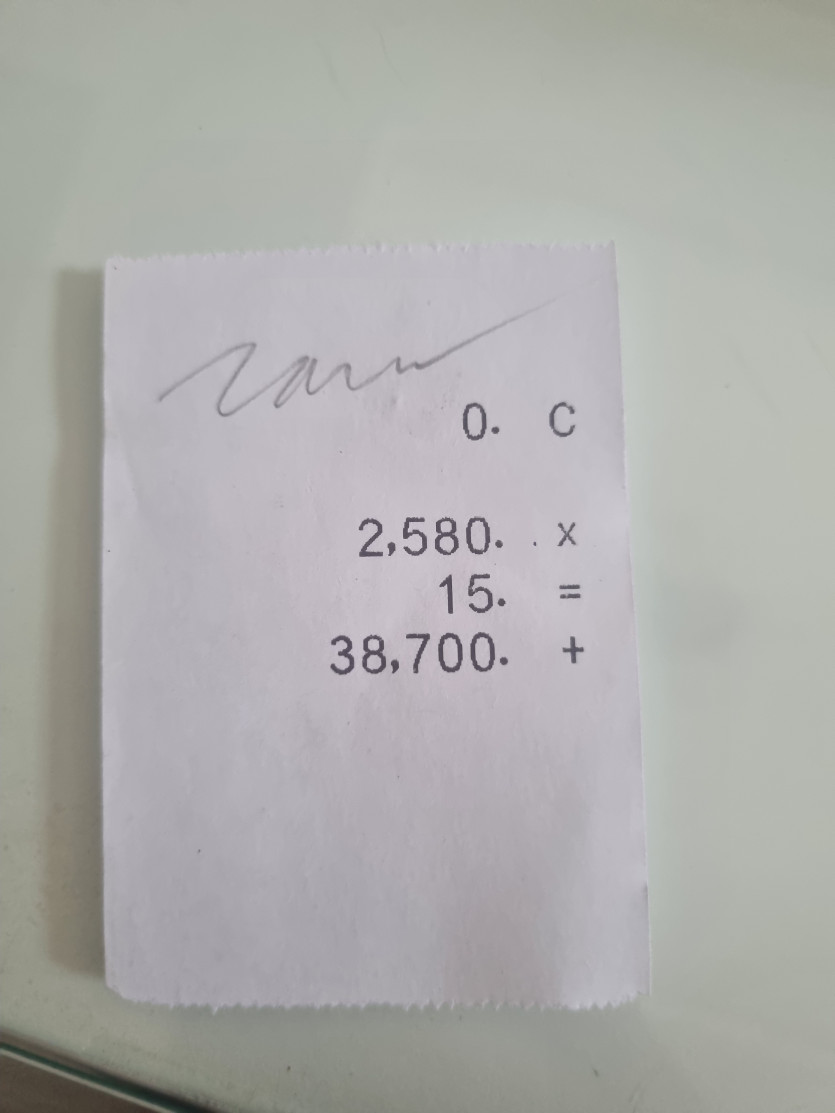 0. C
2,580. x
15. =
38,700. +